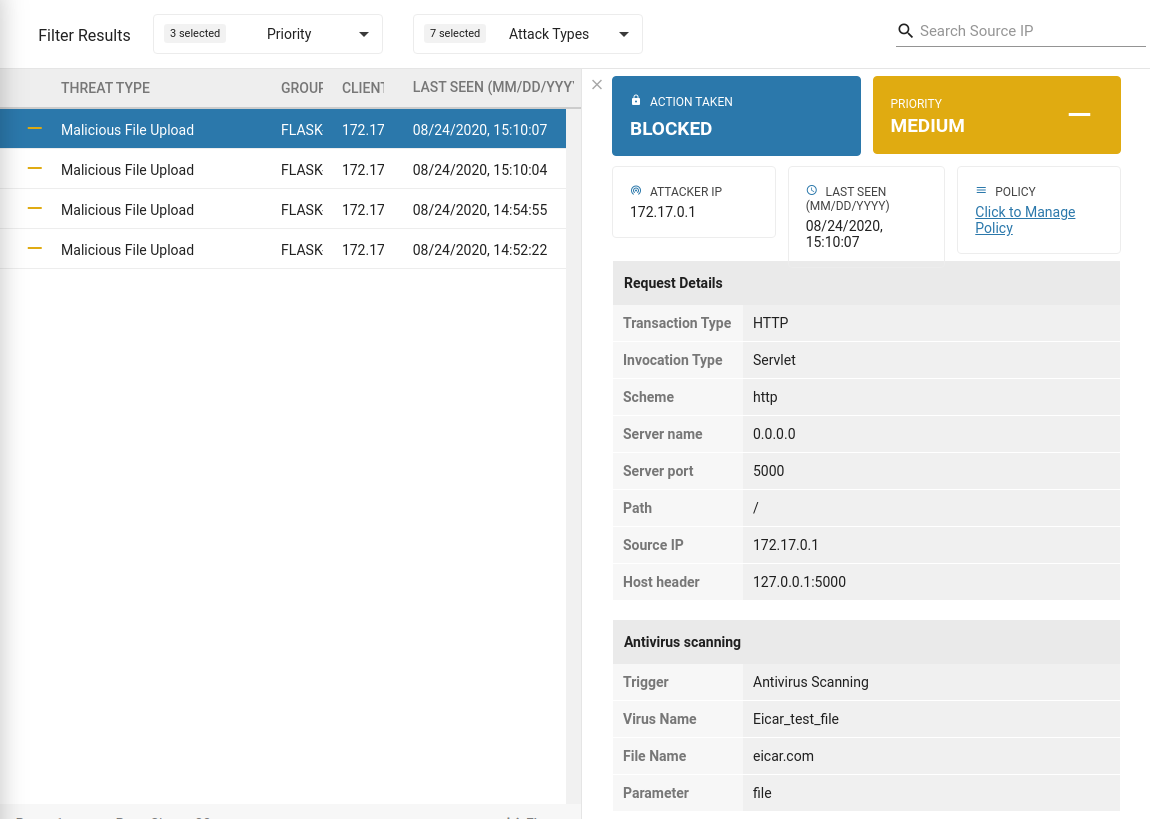 Filter Results
3 selected Priority
7 selected Attack Types
Search Source IP
THREAT TYPE GROUP CLIENT LAST SEEN (MM/DD/YYYY
Malicious File Upload FLASK 172.17 08/24/2020, 15:10:07
Malicious File Upload FLASK 172.17 08/24/2020, 15:10:04
Malicious File Upload FLASK 172.17 08/24/2020, 14:54:55
Malicious File Upload FLASK 172.17 08/24/2020, 14:52:22
ACTION TAKEN
BLOCKED
PRIORITY
MEDIUM
ATTACKER IP
172.17.0.1
LAST SEEN
(MM/DD/YYYY)
08/24/2020,
15:10:07
POLICY
Click to Manage
Policy
Request Details
Transaction Type HTTP
Invocation Type Servlet
Scheme http
Server name 0.0.0.0
Server port 5000
Path /
Source IP 172.17.0.1
Host header 127.0.0.1:5000
Antivirus scanning
Trigger Antivirus Scanning
Virus Name Eicar_test_file
File Name eicar.com
Parameter file